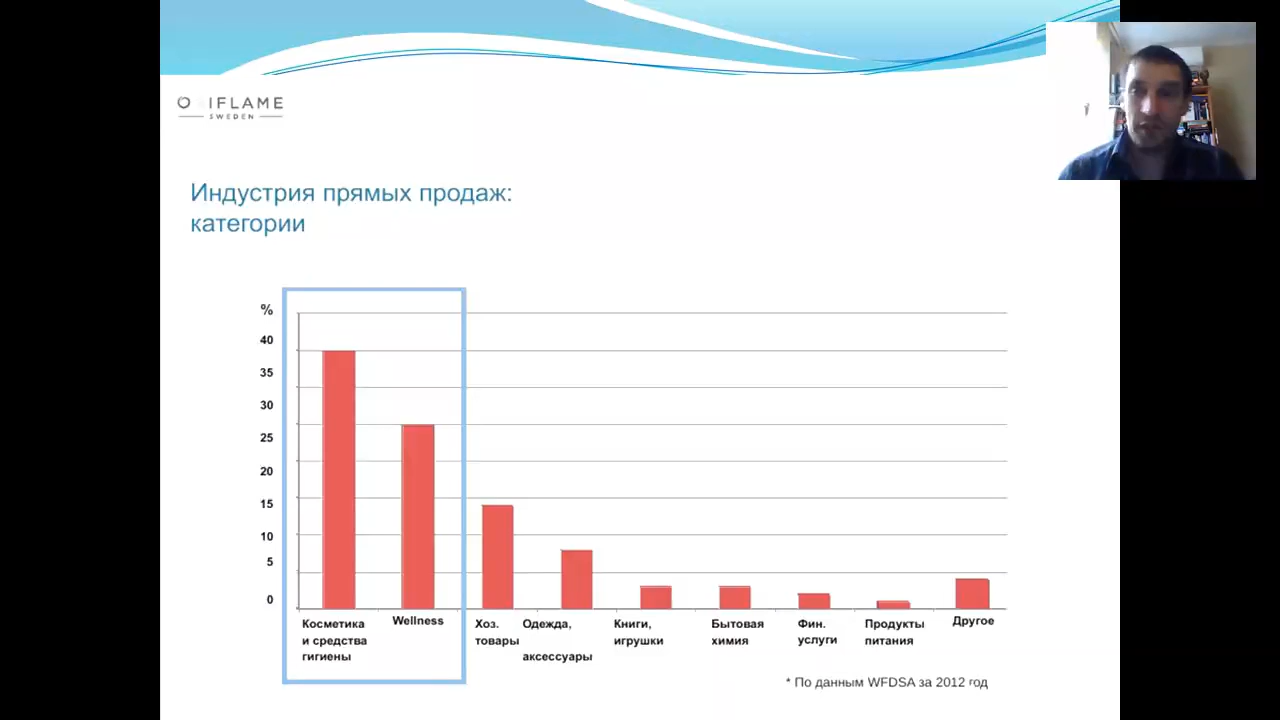 O IFLAME
SWEDEN
Индустрия прямых продаж:
категории
%
40
35
30
25
20
15
10
5
0
Косметика
и средства
гигиены
Wellness
Хоз.
товары
Одежда,
аксессуары
Книги,
игрушки
Бытовая
химия
Фин.
услуги
Продукты
питания
Другое
* По данным WFDSA за 2012 год